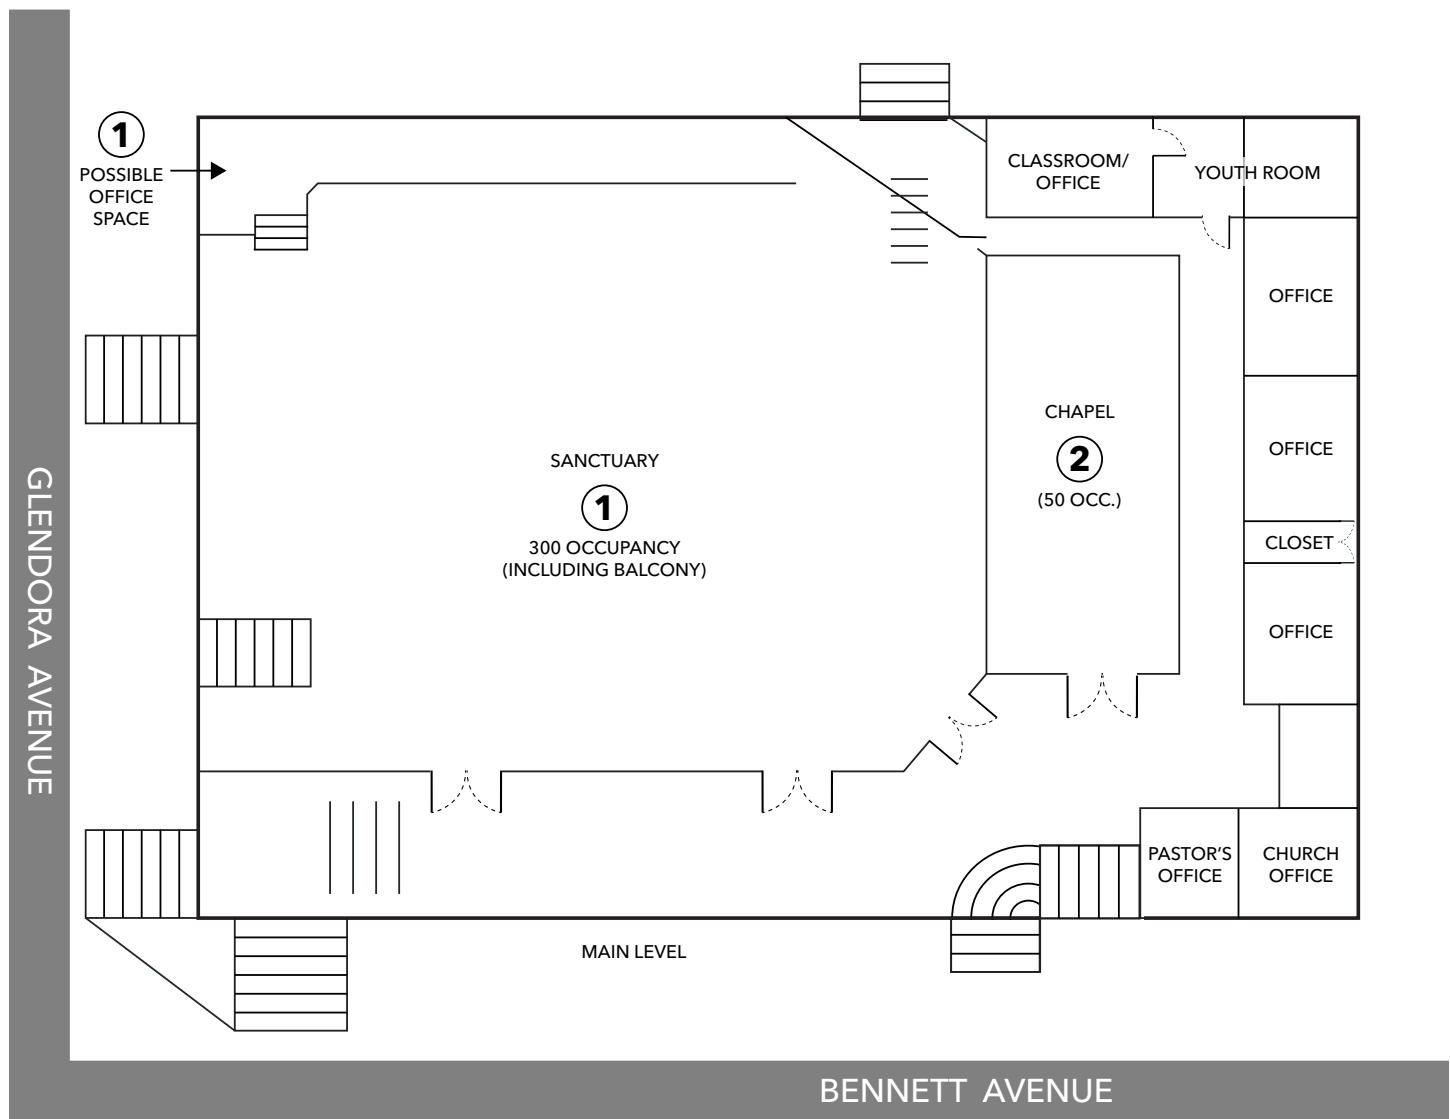 1
POSSIBLE
OFFICE
SPACE
CLASSROOM/
OFFICE
YOUTH ROOM
OFFICE
CHAPEL
2
(50 OCC.)
OFFICE
SANCTUARY
1
300 OCCUPANCY
(INCLUDING BALCONY)
CLOSET
OFFICE
PASTOR'S
OFFICE
CHURCH
OFFICE
MAIN LEVEL
GLENDORA AVENUE
BENNETT AVENUE